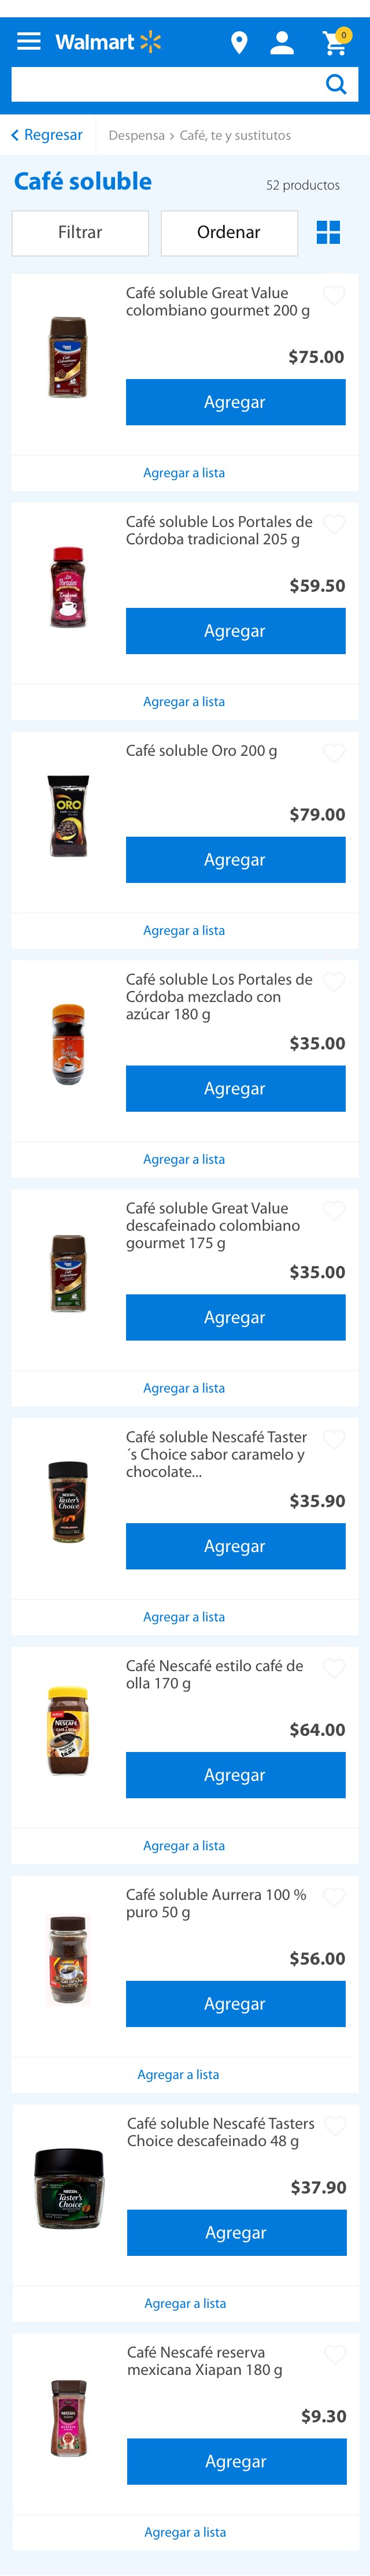 Walmart
0
Regresar
Despensa > Café, te y sustitutos
Café soluble
52 productos
Filtrar
Ordenar
Café soluble Great Value
colombiano gourmet 200 g
$75.00
Agregar
Agregar a lista
Café soluble Los Portales de
Córdoba tradicional 205 g
$59.50
Agregar
Agregar a lista
Café soluble Oro 200 g
ORO
$79.00
Agregar
Agregar a lista
Café soluble Los Portales de
Córdoba mezclado con
azúcar 180 g
$35.00
Agregar
Agregar a lista
Café soluble Great Value
descafeinado colombiano
gourmet 175 g
$35.00
Agregar
Agregar a lista
Café soluble Nescafé Taster
´s Choice sabor caramelo y
chocolate...
Taster's
Choice
$35.90
Agregar
Agregar a lista
Café Nescafé estilo café de
olla 170 g
NESCAFÉ
$64.00
Agregar
Agregar a lista
Café soluble Aurrera 100 %
puro 50 g
$56.00
Agregar
Agregar a lista
Café soluble Nescafé Tasters
Choice descafeinado 48 g
Taster's
Choice
$37.90
Agregar
Agregar a lista
Café Nescafé reserva
mexicana Xiapan 180 g
$9.30
Agregar
Agregar a lista